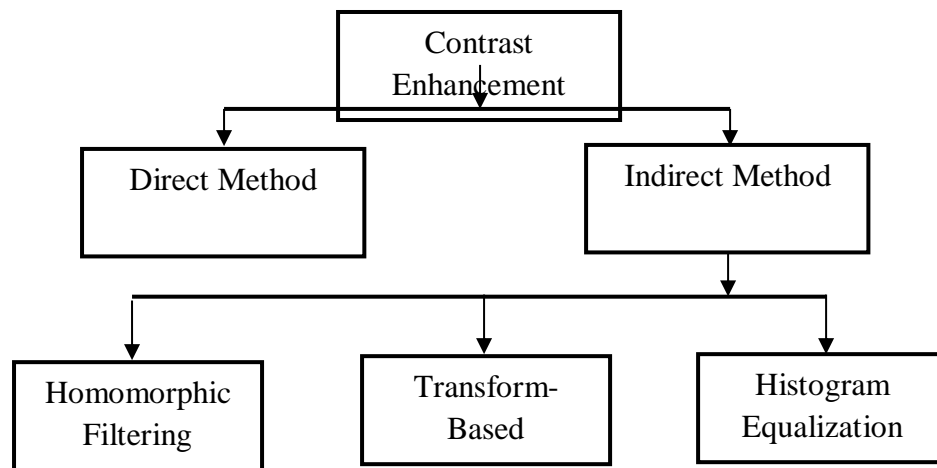 Contrast
Enhancement
Direct Method
Indirect Method
Homomorphic
Filtering
Transform-
Based
Histogram
Equalization